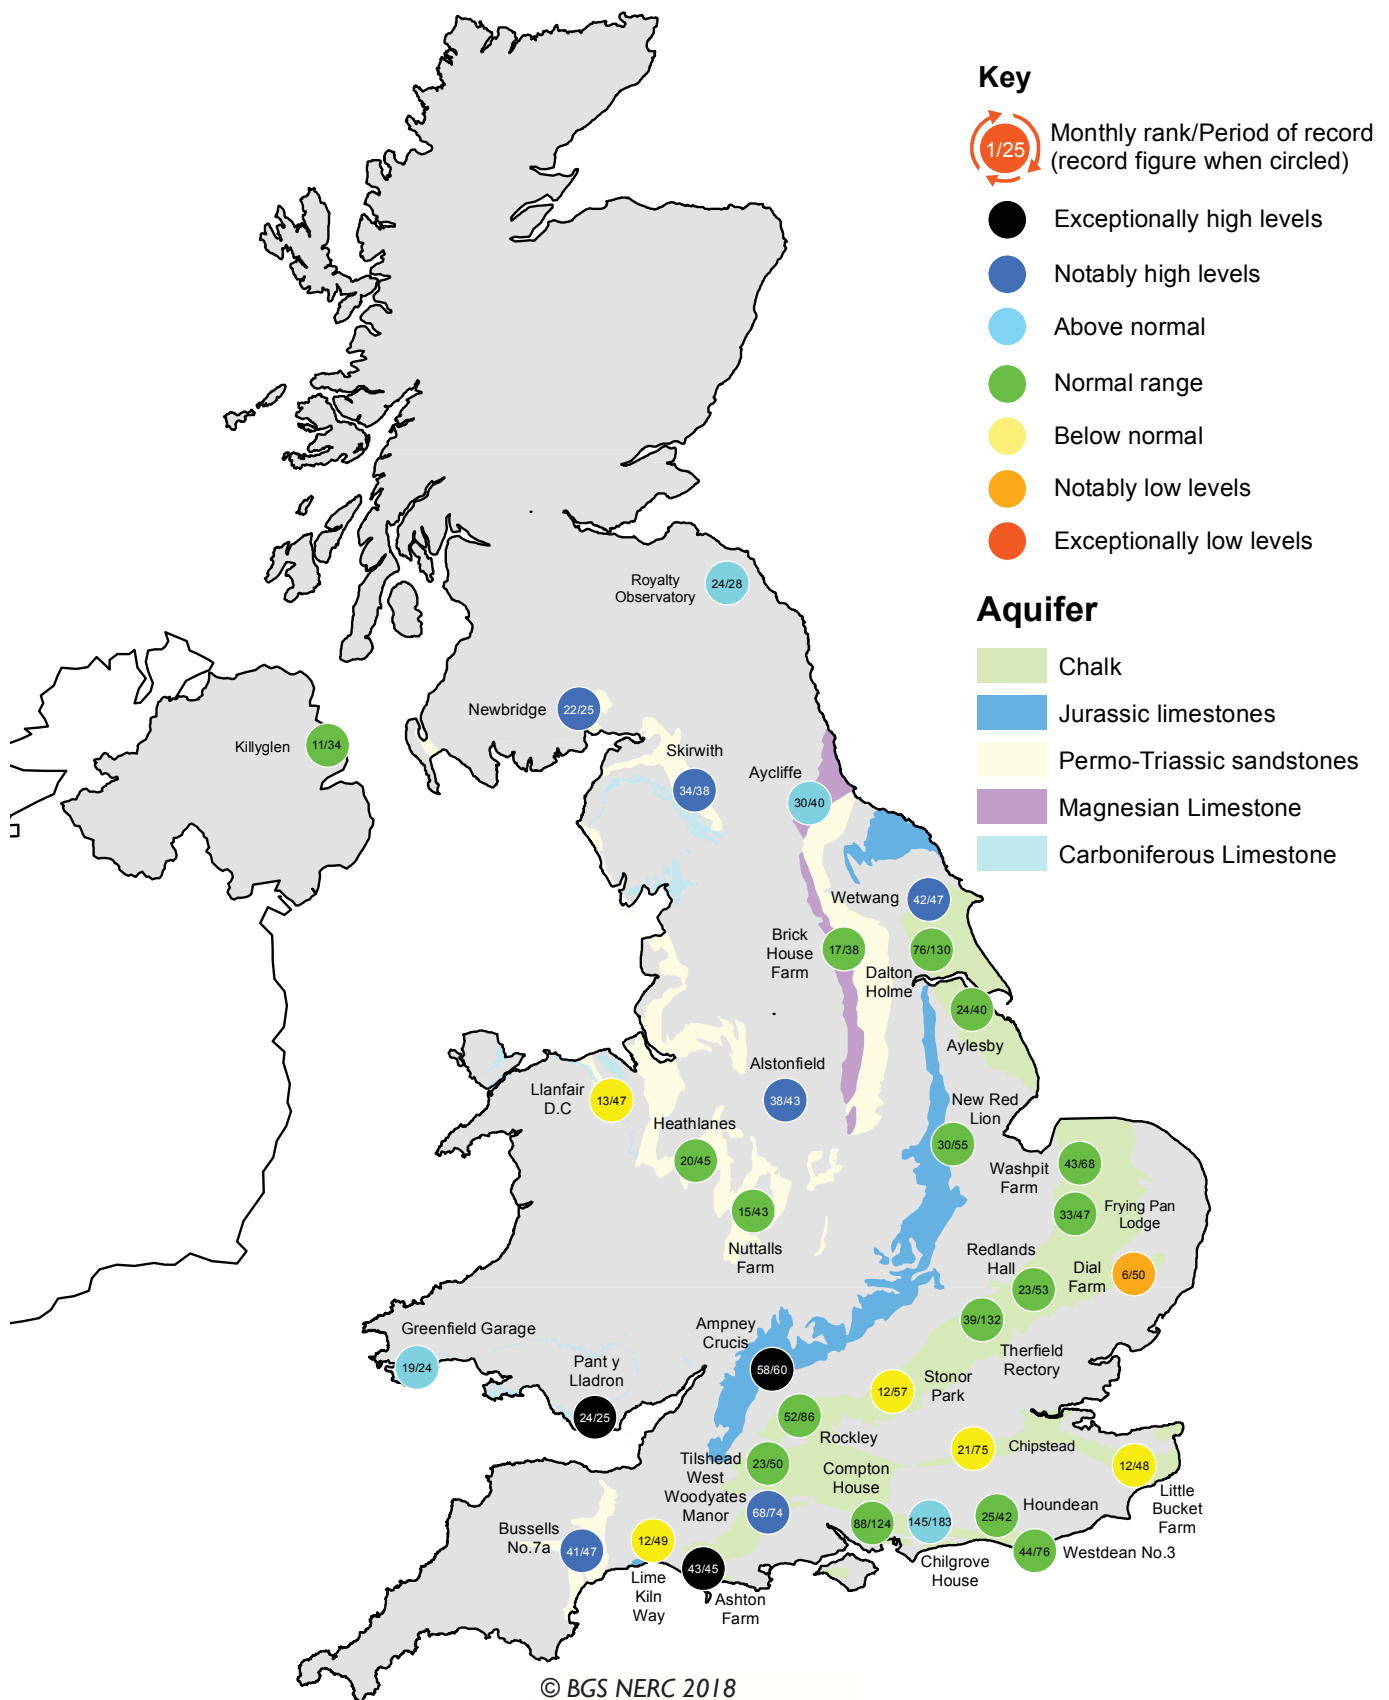 Key
1/25
Monthly rank/Period of record
(record figure when circled)
Exceptionally high levels
Notably high levels
Above normal
Normal range
Below normal
Notably low levels
Exceptionally low levels
Aquifer
Chalk
Jurassic limestones
Permo-Triassic sandstones
Magnesian Limestone
Carboniferous Limestone
Royalty
Observatory
24/28
Newbridge
22/25
Killyglen
11/34
Skirwith
34/38
Aycliffe
30/40
Wetwang
42/47
Brick
House
Farm
17/38
Dalton
Holme
76/130
24/40
Aylesby
Llanfair
D.C
13/47
Alstonfield
38/43
Heathlanes
20/45
New Red
Lion
30/55
Washpit
Farm
43/68
15/43
Nuttalls
Farm
33/47
Frying Pan
Lodge
Redlands
Hall
23/53
Dial
Farm
6/50
39/132
Therfield
Rectory
Greenfield Garage
19/24
Pant y
Lladron
24/25
Ampney
Crucis
58/60
12/57
Stonor
Park
52/86
Rockley
21/75
Chipstead
12/48
Little
Bucket
Farm
Tilshead
23/50
West
Woodyates
Manor
68/74
Compton
House
88/124
145/183
Chilgrove
House
Houndean
25/42
44/76
Westdean No.3
Bussells
No.7a
41/47
12/49
Lime
Kiln
Way
43/45
Ashton
Farm
© BGS NERC 2018